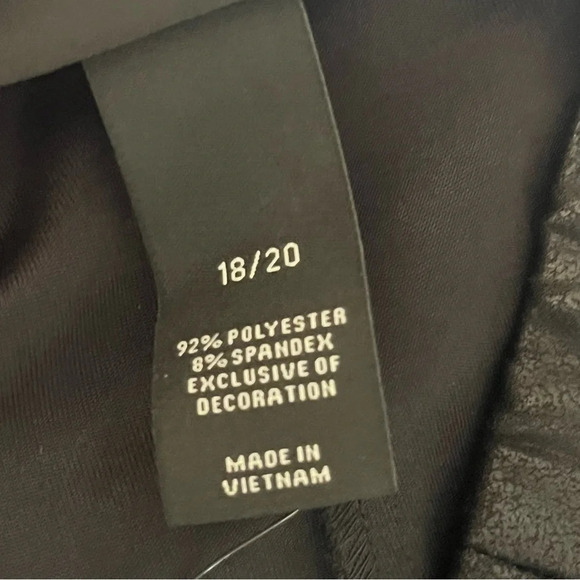 18/20
92% POLYESTER
8% SPANDEX
EXCLUSIVE OF
DECORATION
MADE IN
VIETNAM